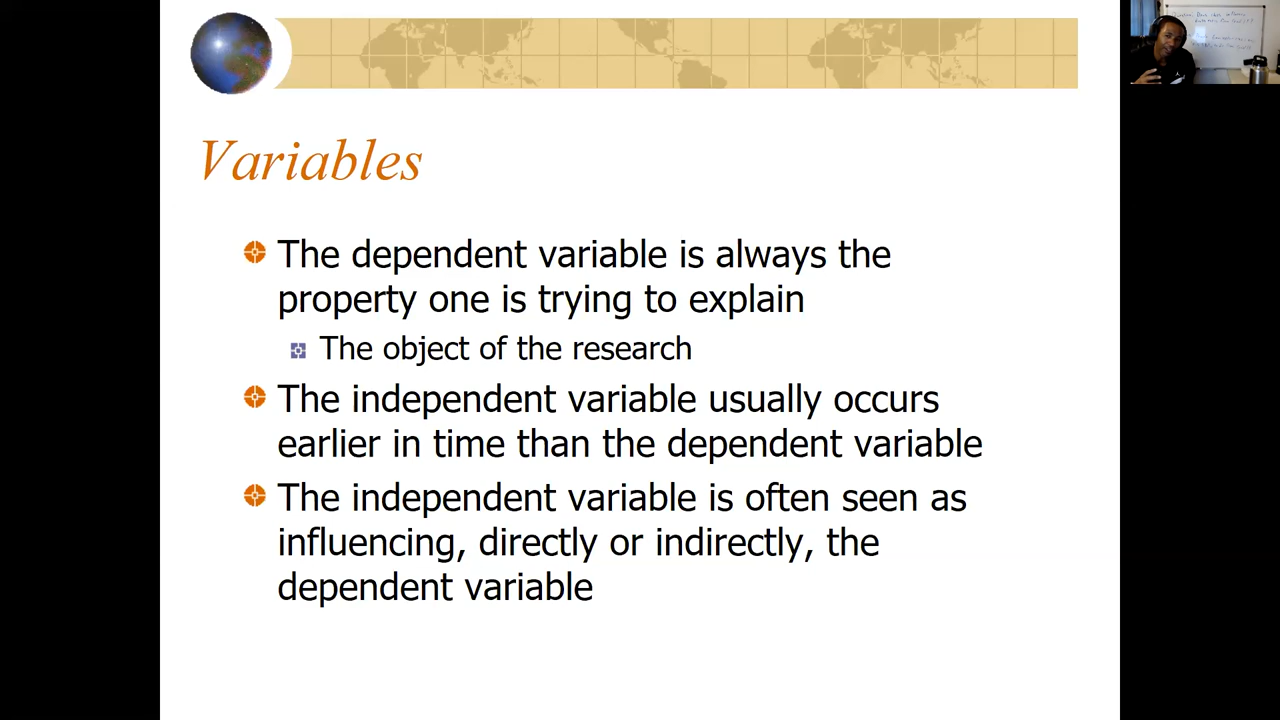 Variables
The dependent variable is always the
property one is trying to explain
The object of the research
The independent variable usually occurs
earlier in time than the dependent variable
The independent variable is often seen as
influencing, directly or indirectly, the
dependent variable